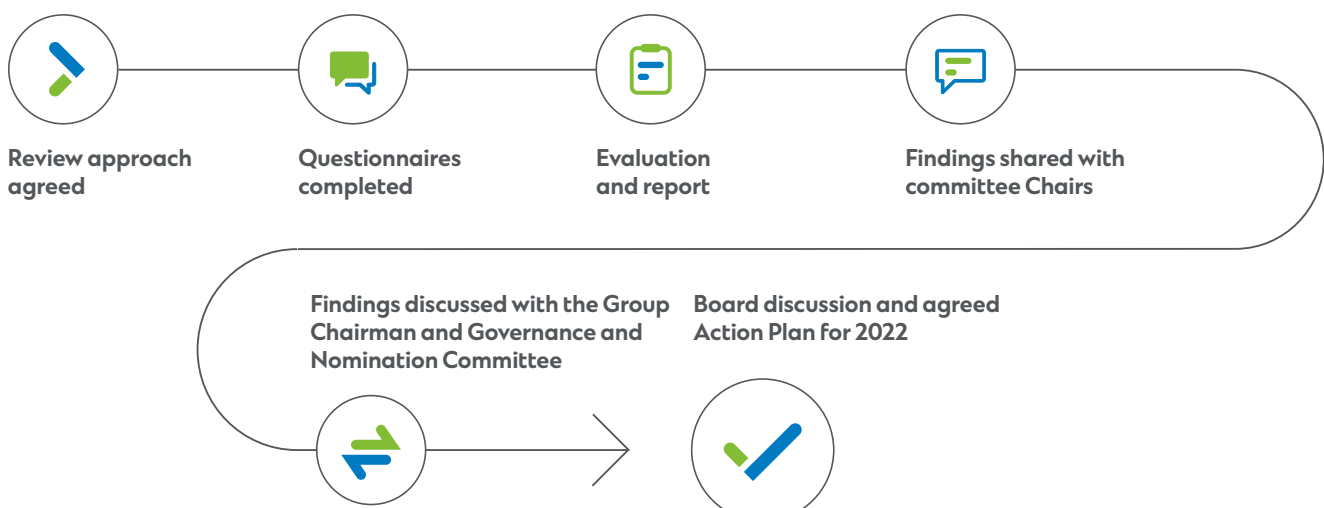 Review approach
agreed
Questionnaires
completed
Evaluation
and report
Findings shared with
committee Chairs
Findings discussed with the Group
Chairman and Governance and
Nomination Committee
Board discussion and agreed
Action Plan for 2022